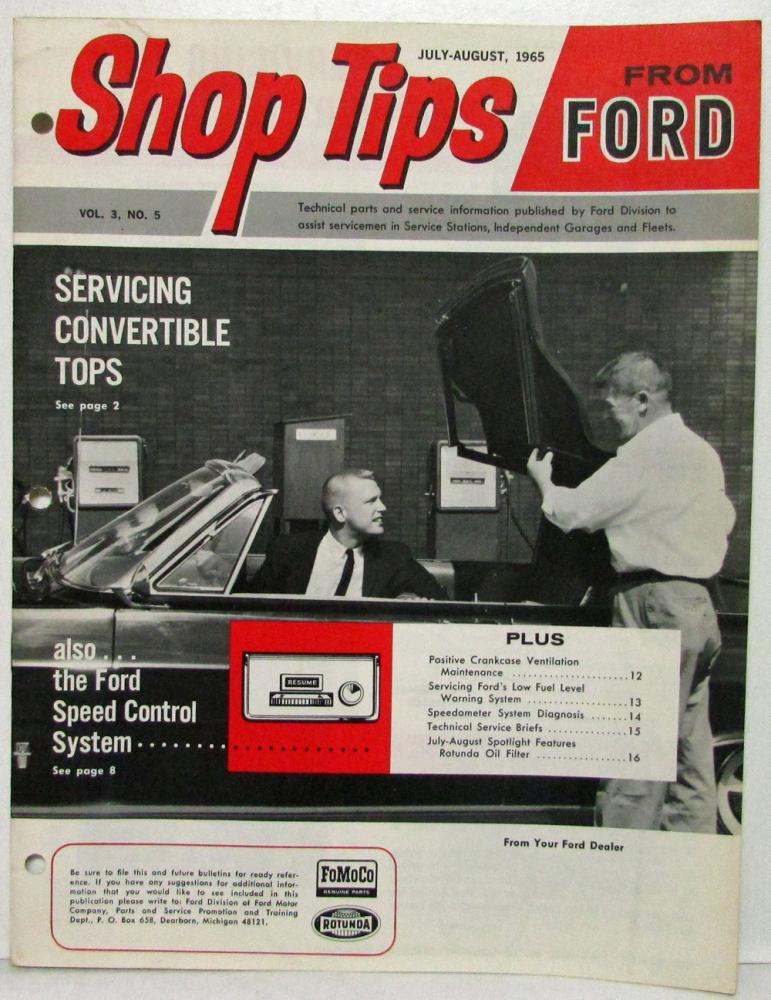 Shop Tips
JULY-AUGUST, 1965
FROM
FORD
VOL. 3, NO. 5
Technical parts and service information published by Ford Division to
assist servicemen in Service Stations, Independent Garages and Fleets.
SERVICING
CONVERTIBLE
TOPS
See page 2
also...
the Ford
Speed Control
System....................
See page 8
RESUME
PLUS
Positive Crankcase Ventilation
Maintenance ....................12
Servicing Ford's Low Fuel Level
Warning System .................13
Speedometer System Diagnosis .......14
Technical Service Briefs ...............15
July-August Spotlight Features
Rotunda Oil Filter .................16
From Your Ford Dealer
Be sure to file this and future bulletins for ready refer-
ence. If you have any suggestions for additional infor-
mation that you would like to see included in this
publication please write to: Ford Division of Ford Motor
Company, Parts and Service Promotion and Training
Dept., P. O. Box 658, Dearborn, Michigan 48121.
FoMoCo
GENUINE PARTS
ROTUNDA